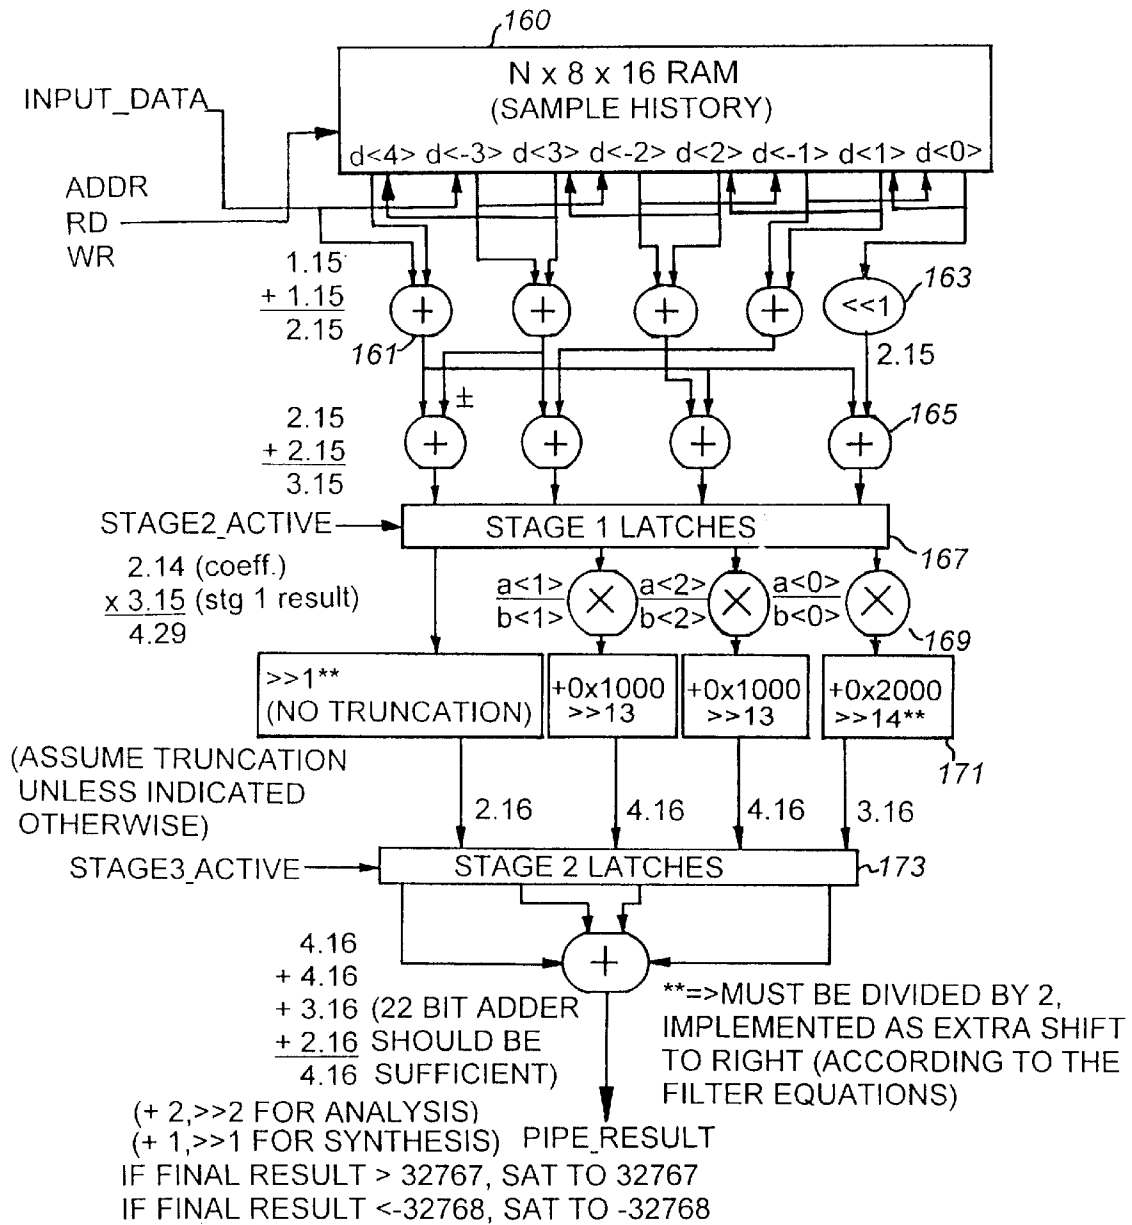 160
N x 8 x 16 RAM
(SAMPLE HISTORY)
d<4> d<-3> d<3> d<-2> d<2> d<-1> d<1> d<0>
INPUT_DATA
ADDR
RD
WR
1.15
+ 1.15
2.15
+ + + + <<1
161
163
2.15
±
2.15
+ 2.15
3.15
+ + + +
165
STAGE2_ACTIVE
STAGE 1 LATCHES
167
2.14 (coeff.)
x 3.15 (stg 1 result)
4.29
a<1>
b<1>
×
a<2>
b<2>
×
a<0>
b<0>
×
169
>>1**
(NO TRUNCATION)
+0x1000
>>13
+0x1000
>>13
+0x2000
>>14**
171
(ASSUME TRUNCATION
UNLESS INDICATED
OTHERWISE)
2.16 4.16 4.16 3.16
STAGE3_ACTIVE
STAGE 2 LATCHES
173
+
4.16
+ 4.16
+ 3.16 (22 BIT ADDER
+ 2.16 SHOULD BE
4.16 SUFFICIENT)
**=>MUST BE DIVIDED BY 2,
IMPLEMENTED AS EXTRA SHIFT
TO RIGHT (ACCORDING TO THE
FILTER EQUATIONS)
(+ 2,>>2 FOR ANALYSIS)
(+ 1,>>1 FOR SYNTHESIS)
PIPE_RESULT
IF FINAL RESULT > 32767, SAT TO 32767
IF FINAL RESULT <-32768, SAT TO -32768